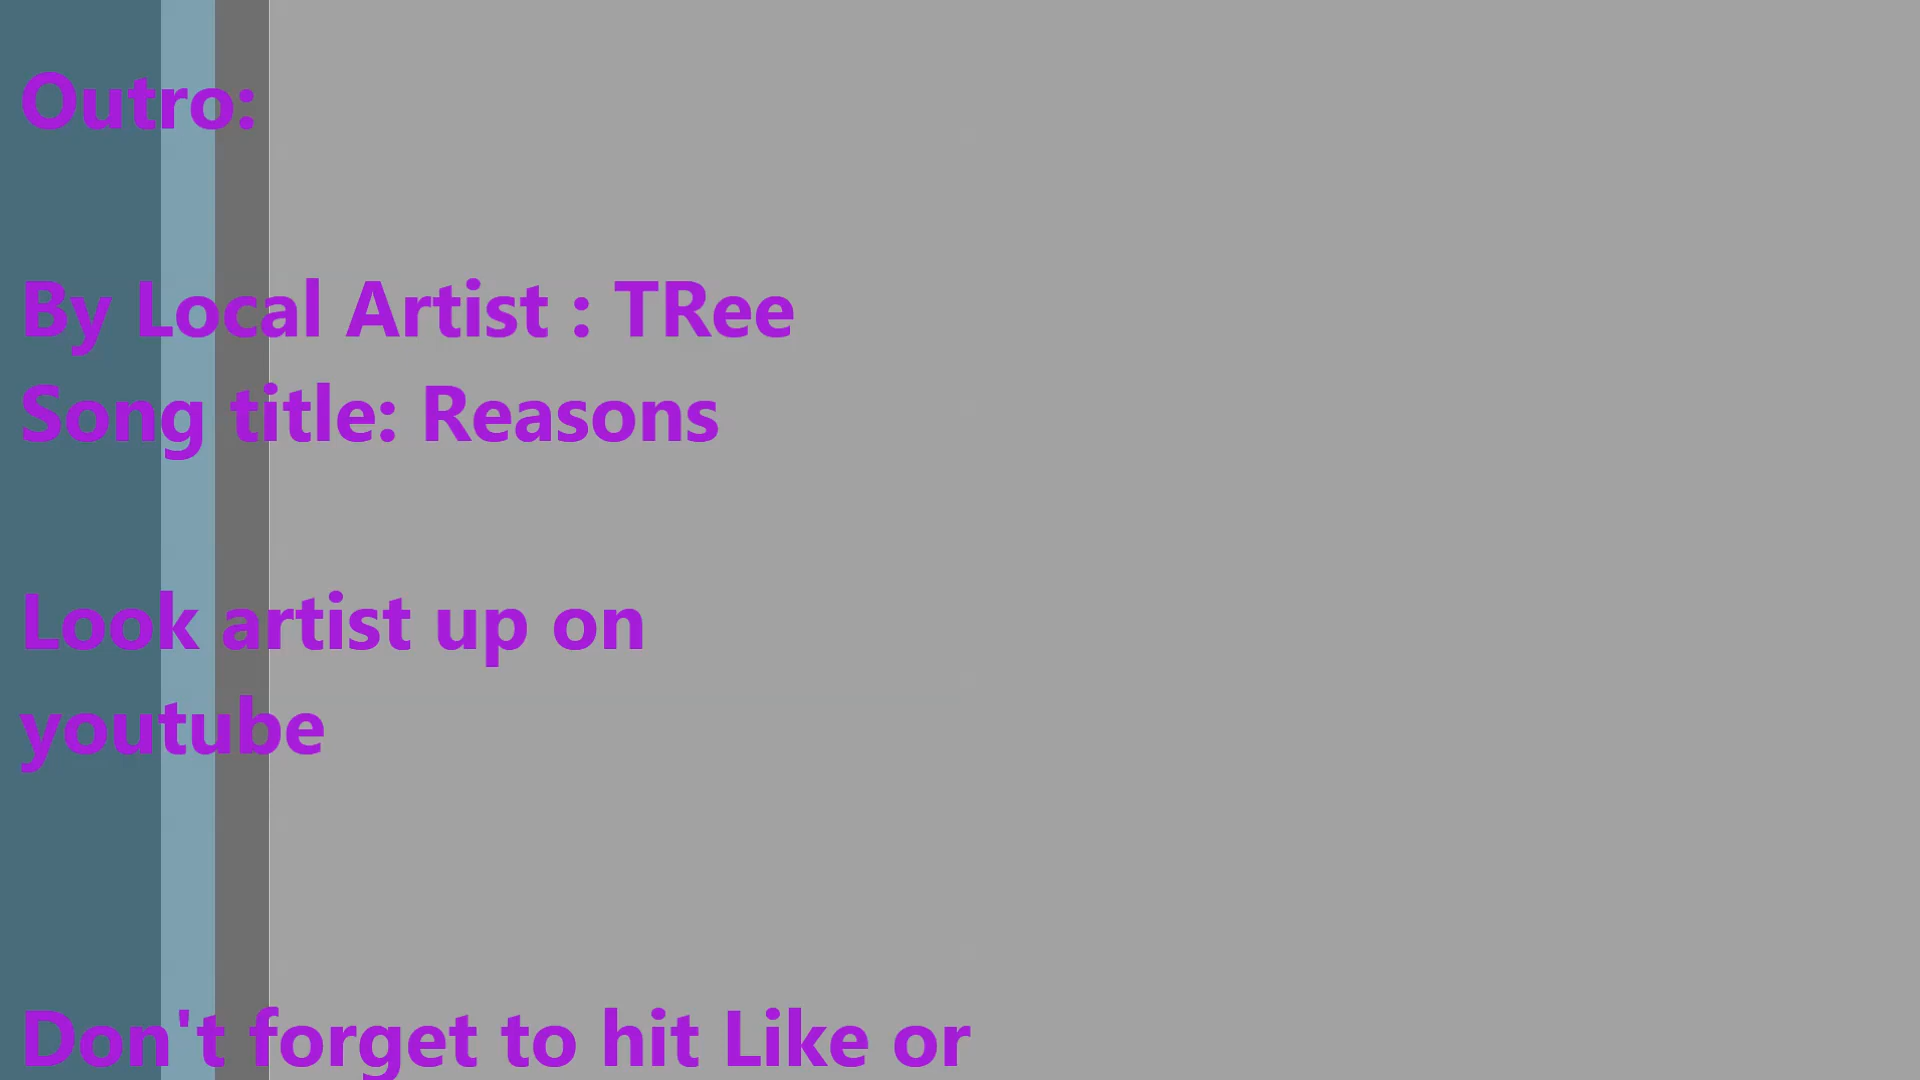 Outro:
By Local Artist : TRee
Song title: Reasons
Look artist up on
youtube
Don't forget to hit Like or